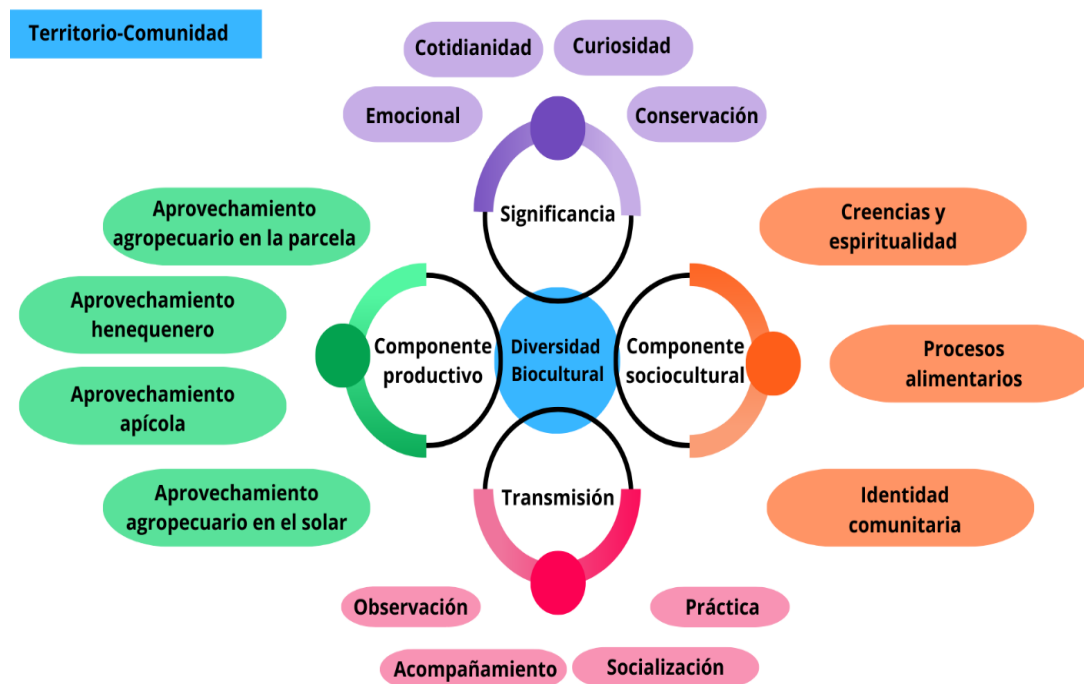 Territorio-Comunidad
Cotidianidad
Curiosidad
Emocional
Conservación
Significancia
Aprovechamiento
agropecuario en la parcela
Aprovechamiento
henequenero
Aprovechamiento
apícola
Aprovechamiento
agropecuario en el solar
Componente
productivo
Diversidad
Biocultural
Componente
sociocultural
Creencias y
espiritualidad
Procesos
alimentarios
Identidad
comunitaria
Transmisión
Observación
Práctica
Acompañamiento
Socialización